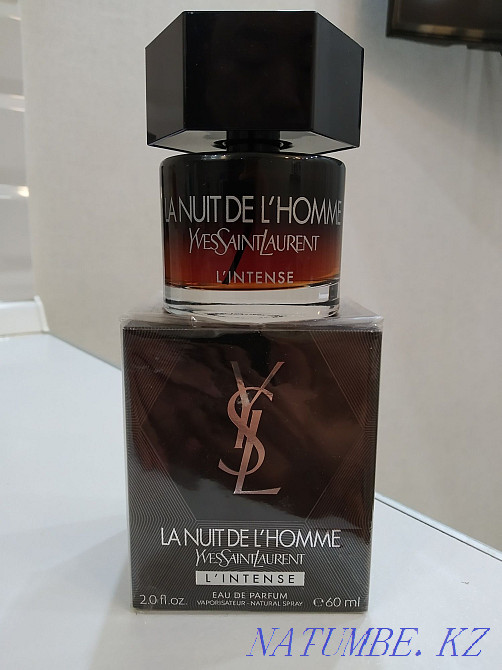 LA NUIT DE L'HOMME
YVESSAINTLAURENT
L'INTENSE
YSL
LA NUIT DE L'HOMME
YVESSAINTLAURENT
L'INTENSE
EAU DE PARFUM
2.0 fl.oz. VAPORISATEUR - NATURAL SPRAY ℮60 ml
NATUMBE. KZ